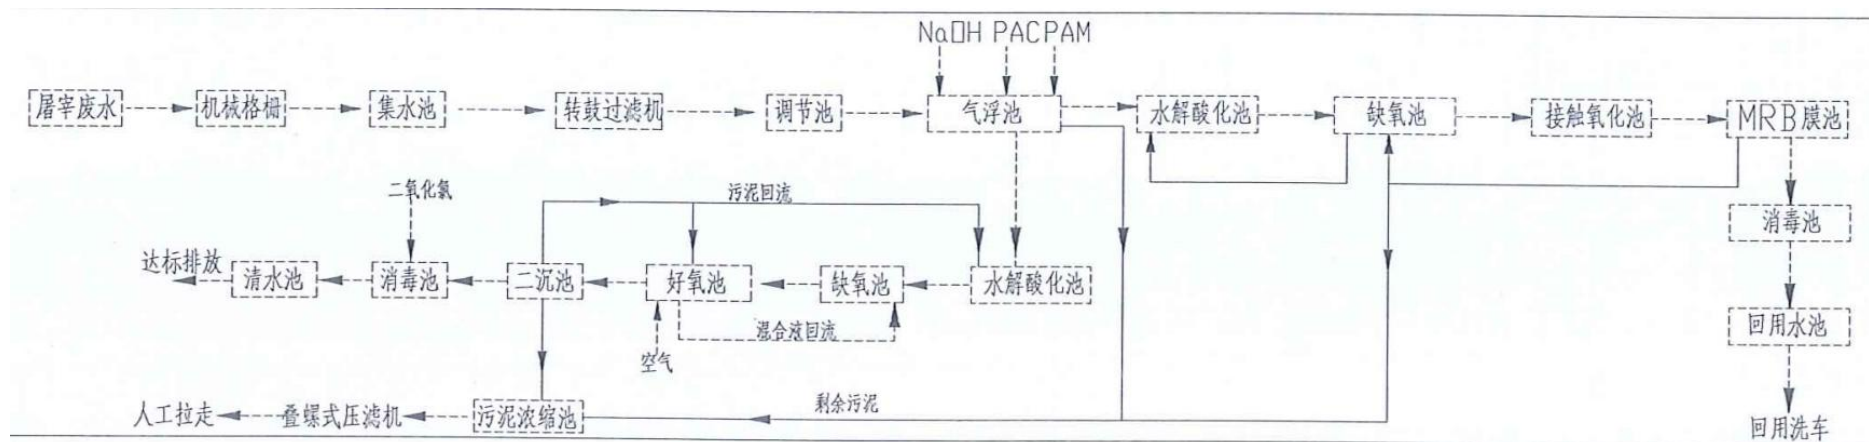 Na□H PAC PAM
屠宰废水
机械格栅
集水池
转鼓过滤机
调节池
气浮池
水解酸化池
缺氧池
接触氧化池
MRB膜池
二氧化氯
污泥回流
消毒池
达标排放
清水池
消毒池
二沉池
好氧池
缺氧池
水解酸化池
混合液回流
空气
回用水池
剩余污泥
人工拉走
叠螺式压滤机
污泥浓缩池
回用洗车